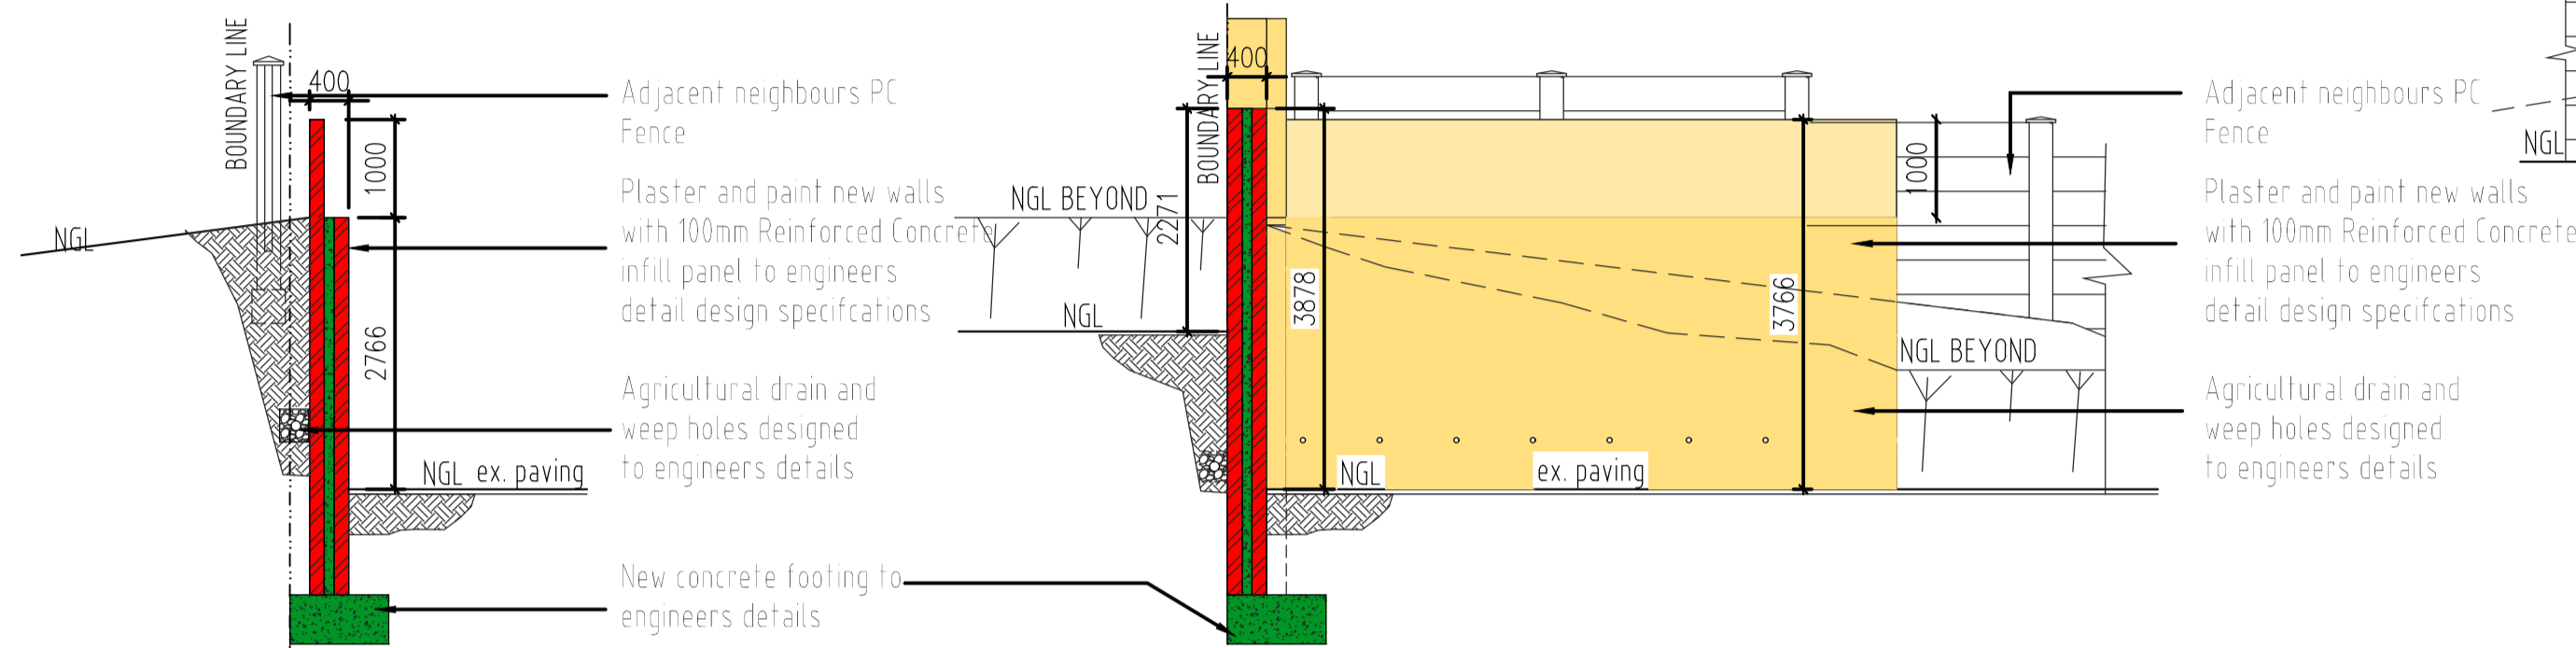 BOUNDARY LINE
400
Adjacent neighbours PC
Fence
1000
Plaster and paint new walls
with 100mm Reinforced Concrete
infill panel to engineers
detail design specifcations
NGL
2766
Agricultural drain and
weep holes designed
to engineers details
NGL ex. paving
New concrete footing to
engineers details
BOUNDARY LINE
400
NGL BEYOND
2271
NGL
3878
3766
1000
NGL
ex. paving
NGL BEYOND
Adjacent neighbours PC
Fence
Plaster and paint new walls
with 100mm Reinforced Concrete
infill panel to engineers
detail design specifcations
Agricultural drain and
weep holes designed
to engineers details
NGL